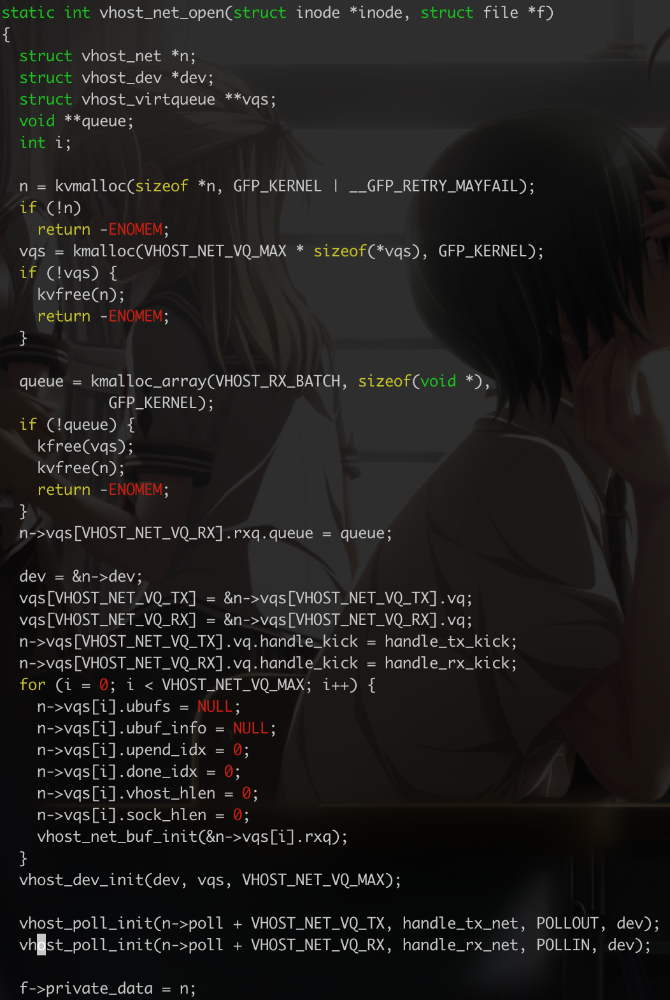 static int vhost_net_open(struct inode *inode, struct file *f)
{
  struct vhost_net *n;
  struct vhost_dev *dev;
  struct vhost_virtqueue **vqs;
  void **queue;
  int i;

  n = kvmalloc(sizeof *n, GFP_KERNEL | __GFP_RETRY_MAYFAIL);
  if (!n)
    return -ENOMEM;
  vqs = kmalloc(VHOST_NET_VQ_MAX * sizeof(*vqs), GFP_KERNEL);
  if (!vqs) {
    kvfree(n);
    return -ENOMEM;
  }

  queue = kmalloc_array(VHOST_RX_BATCH, sizeof(void *),
            GFP_KERNEL);
  if (!queue) {
    kfree(vqs);
    kvfree(n);
    return -ENOMEM;
  }
  n->vqs[VHOST_NET_VQ_RX].rxq.queue = queue;

  dev = &n->dev;
  vqs[VHOST_NET_VQ_TX] = &n->vqs[VHOST_NET_VQ_TX].vq;
  vqs[VHOST_NET_VQ_RX] = &n->vqs[VHOST_NET_VQ_RX].vq;
  n->vqs[VHOST_NET_VQ_TX].vq.handle_kick = handle_tx_kick;
  n->vqs[VHOST_NET_VQ_RX].vq.handle_kick = handle_rx_kick;
  for (i = 0; i < VHOST_NET_VQ_MAX; i++) {
    n->vqs[i].ubufs = NULL;
    n->vqs[i].ubuf_info = NULL;
    n->vqs[i].upend_idx = 0;
    n->vqs[i].done_idx = 0;
    n->vqs[i].vhost_hlen = 0;
    n->vqs[i].sock_hlen = 0;
    vhost_net_buf_init(&n->vqs[i].rxq);
  }
  vhost_dev_init(dev, vqs, VHOST_NET_VQ_MAX);

  vhost_poll_init(n->poll + VHOST_NET_VQ_TX, handle_tx_net, POLLOUT, dev);
  vhost_poll_init(n->poll + VHOST_NET_VQ_RX, handle_rx_net, POLLIN, dev);

  f->private_data = n;